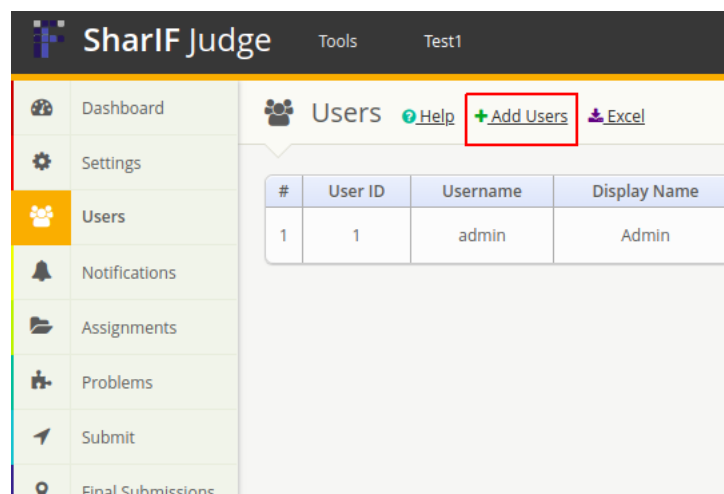 SharIF Judge Tools Test1
Dashboard
Settings
Users
Notifications
Assignments
Problems
Submit
Final Submissions
Users Help Add Users Excel
# User ID Username Display Name
1 1 admin Admin